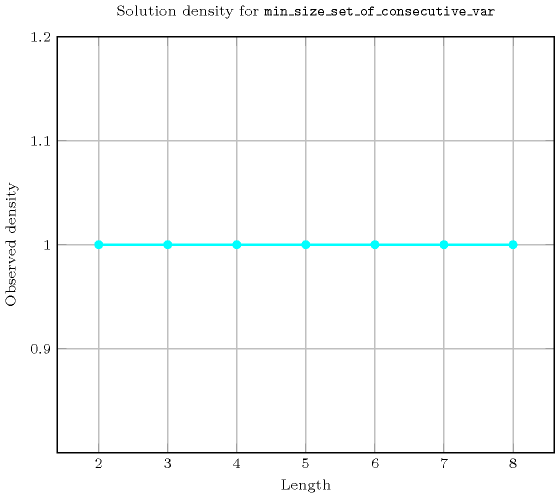 Solution density for min_size_set_of_consecutive_var
1.2
1.1
1
0.9
Observed density
2 3 4 5 6 7 8
Length